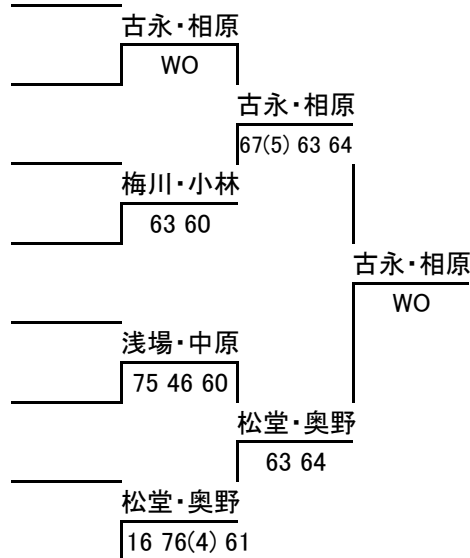 古永・相原
WO
古永・相原
67(5) 63 64
梅川・小林
63 60
古永・相原
WO
浅場・中原
75 46 60
松堂・奥野
63 64
松堂・奥野
16 76(4) 61